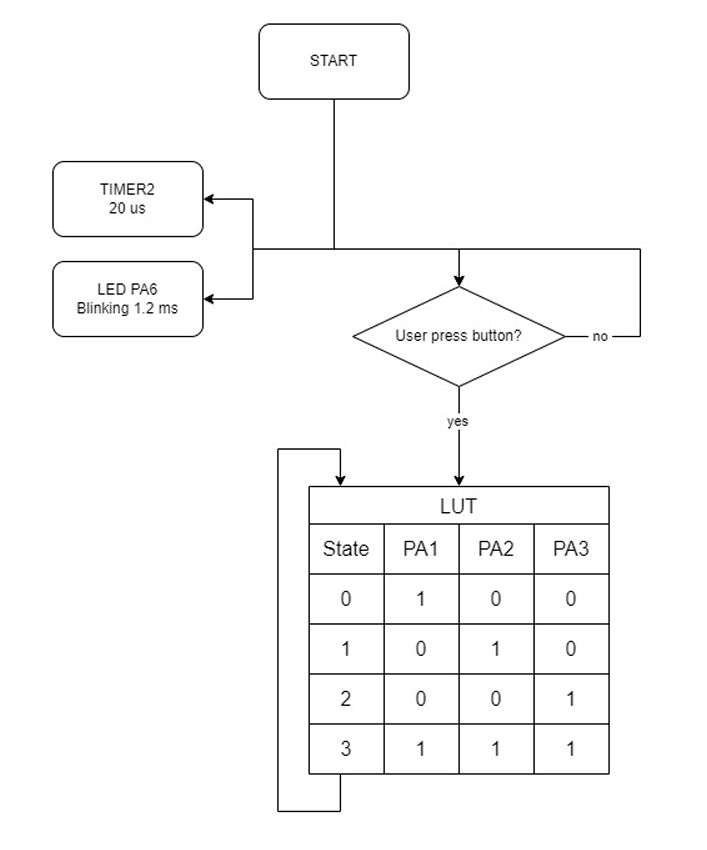 START
TIMER2
20 us
LED PA6
Blinking 1.2 ms
User press button?
no
yes
LUT
State PA1 PA2 PA3
0 1 0 0
1 0 1 0
2 0 0 1
3 1 1 1